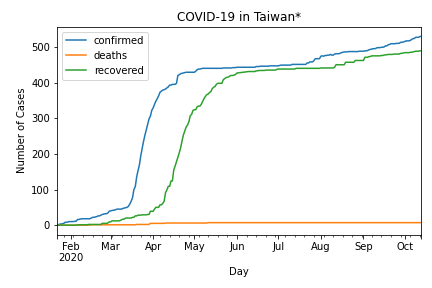 COVID-19 in Taiwan*
confirmed
deaths
recovered
Number of Cases
500
400
300
200
100
0
Feb Mar Apr May Jun Jul Aug Sep Oct
2020
Day